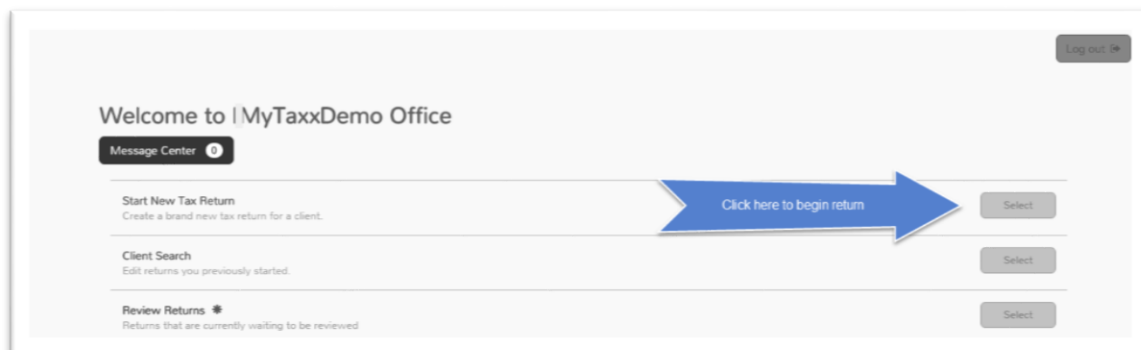 Log out
Welcome to MyTaxxDemo Office
Message Center 0
Start New Tax Return
Create a brand new tax return for a client.
Click here to begin return
Select
Client Search
Edit returns you previously started.
Select
Review Returns
Returns that are currently waiting to be reviewed
Select